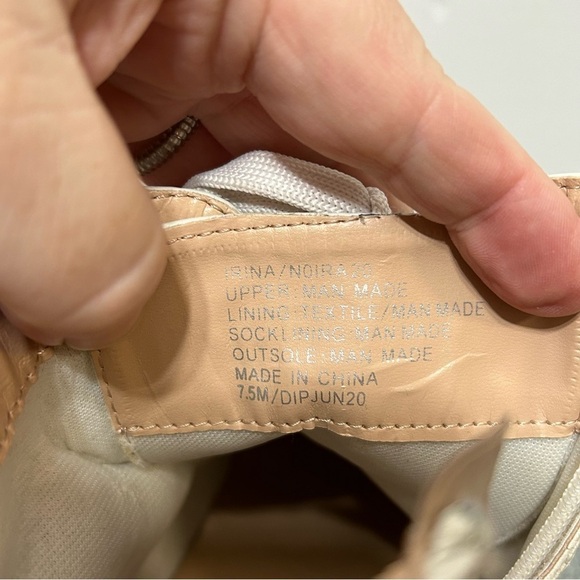 IRINA/NOIRA20
UPPER:MAN MADE
LINING:TEXTILE/MAN MADE
SOCKLINING:MAN MADE
OUTSOLE:MAN MADE
MADE IN CHINA
7.5M/DIPJUN20